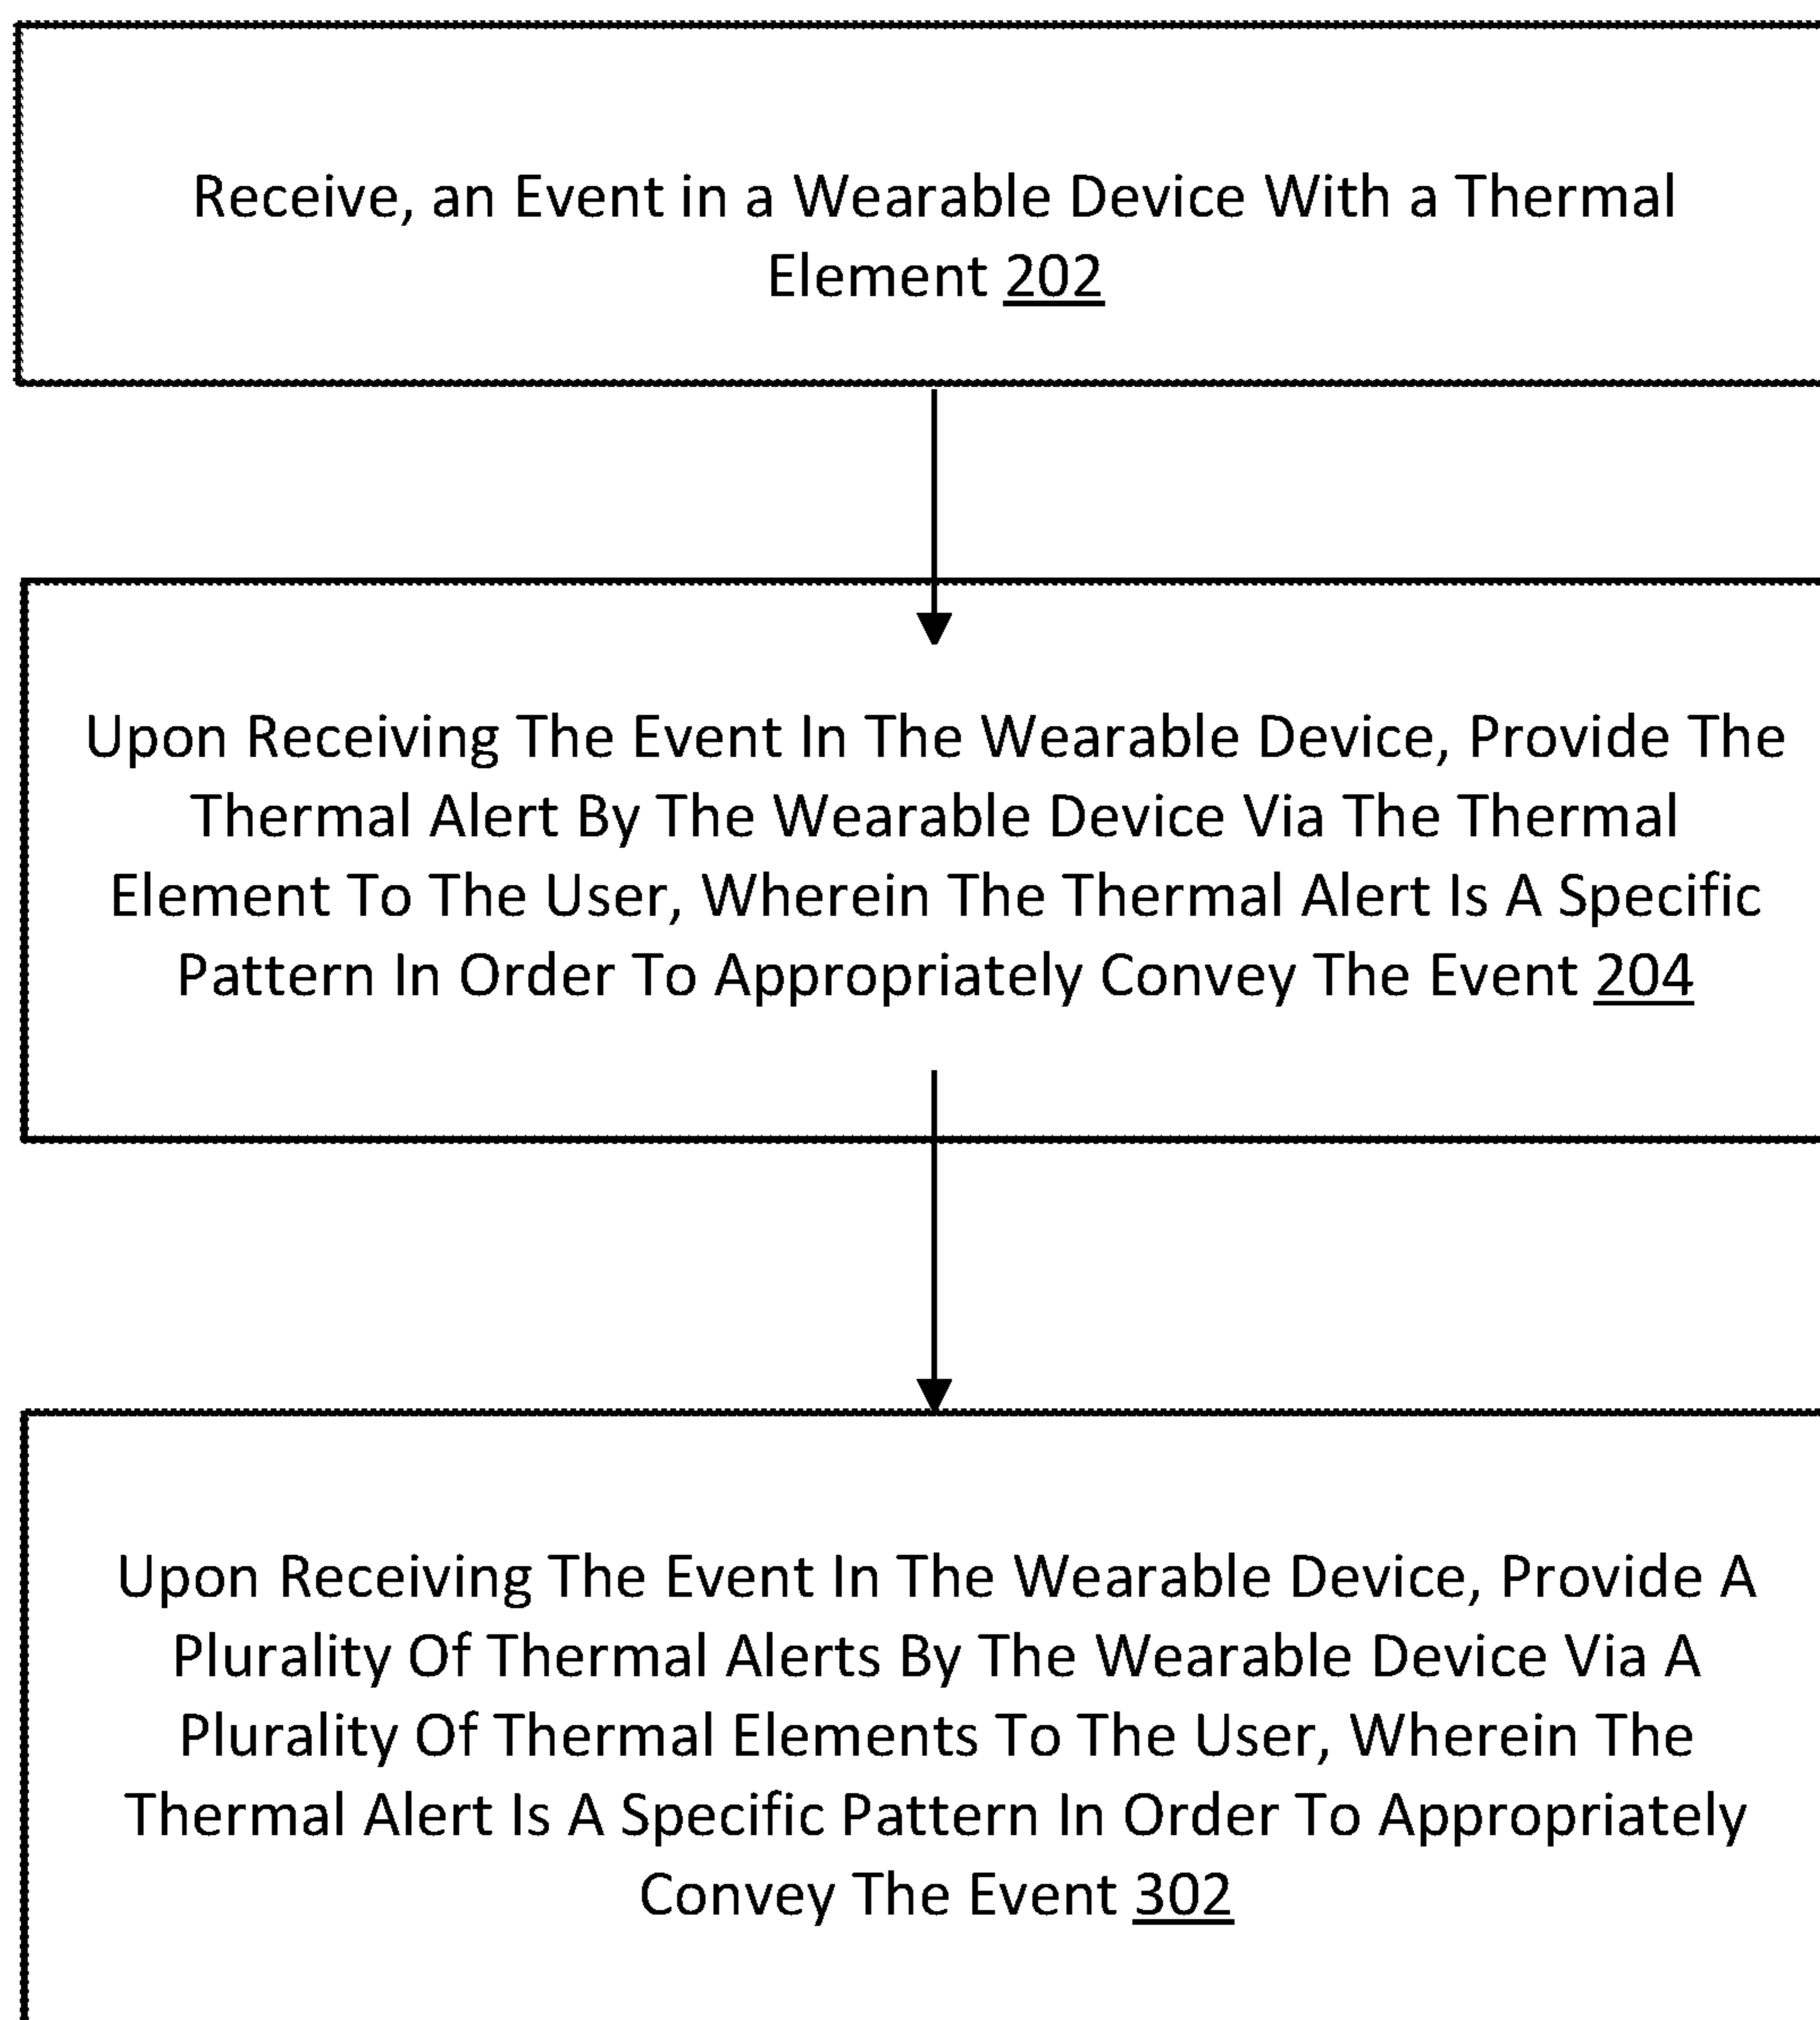 Receive, an Event in a Wearable Device With a Thermal
Element 202
Upon Receiving The Event In The Wearable Device, Provide The
Thermal Alert By The Wearable Device Via The Thermal
Element To The User, Wherein The Thermal Alert Is A Specific
Pattern In Order To Appropriately Convey The Event 204
Upon Receiving The Event In The Wearable Device, Provide A
Plurality Of Thermal Alerts By The Wearable Device Via A
Plurality Of Thermal Elements To The User, Wherein The
Thermal Alert Is A Specific Pattern In Order To Appropriately
Convey The Event 302